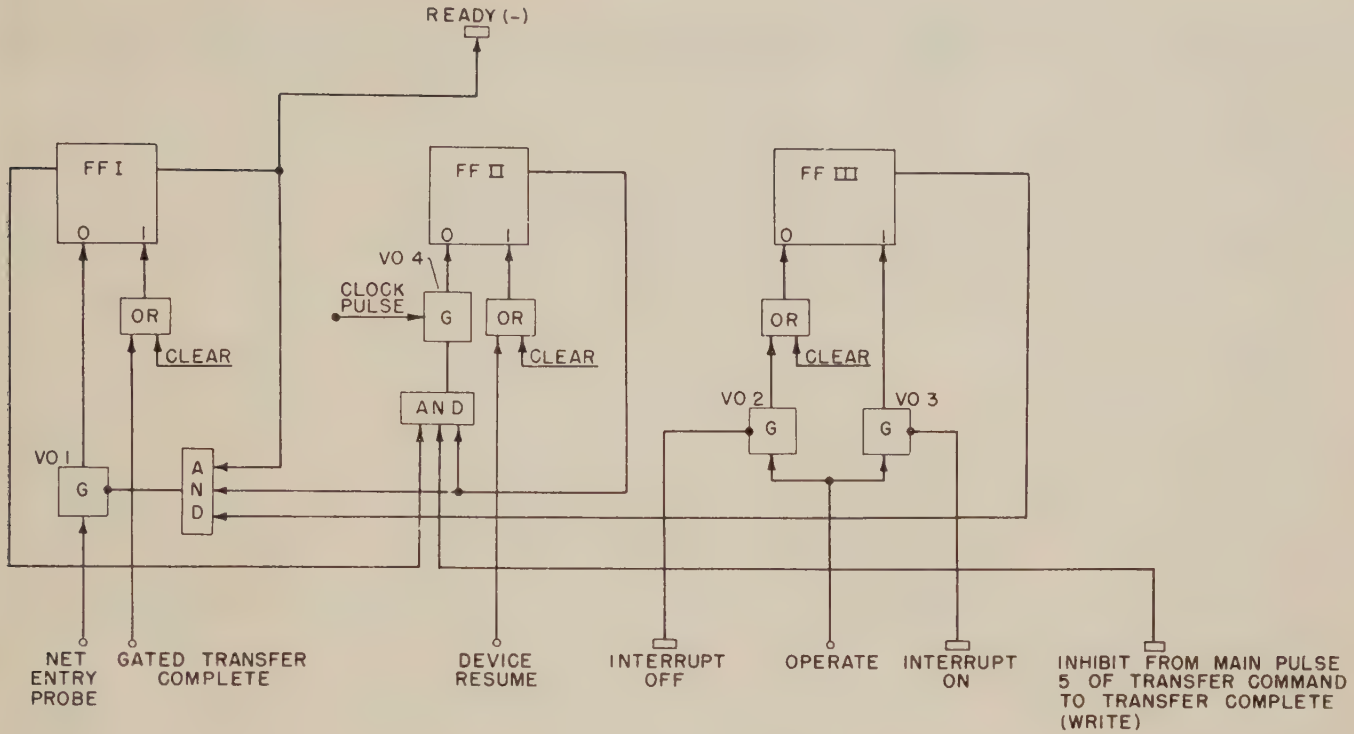 READY (-)
FF I
0 1
FF II
0 1
FF III
0 1
VO 4
CLOCK
PULSE
G
OR
OR
OR
CLEAR
CLEAR
CLEAR
AND
VO 2
G
VO 3
G
VO 1
G
AND
NET
ENTRY
PROBE
GATED TRANSFER
COMPLETE
DEVICE
RESUME
INTERRUPT
OFF
OPERATE
INTERRUPT
ON
INHIBIT FROM MAIN PULSE
5 OF TRANSFER COMMAND
TO TRANSFER COMPLETE
(WRITE)